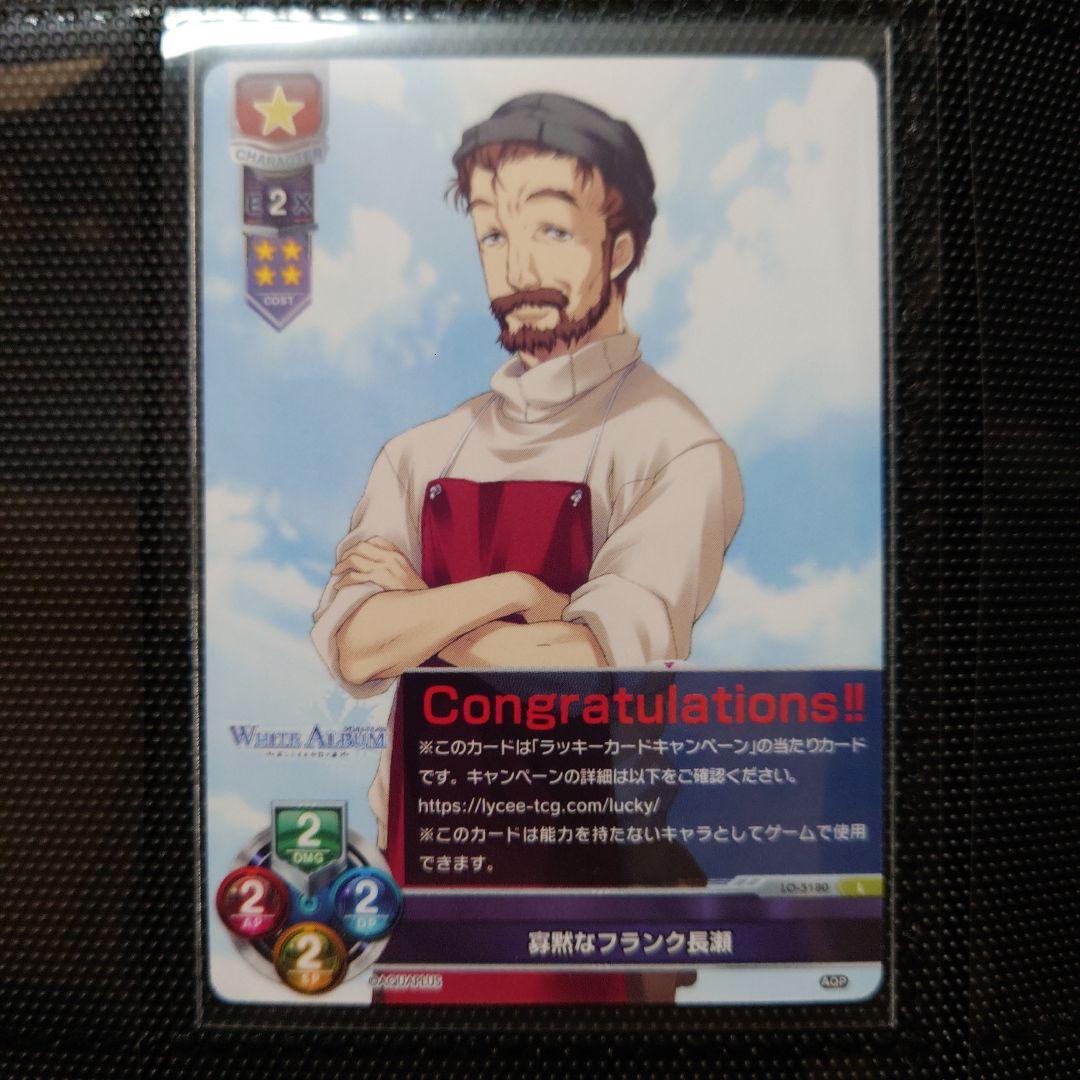 CHARACTER
E 2 X
COST
Congratulations!!
WHITE ALBUM
※このカードは「ラッキーカードキャンペーン」の当たりカード
です。キャンペーンの詳細は以下をご確認ください。
https://lycee-tcg.com/lucky/
※このカードは能力を持たないキャラとしてゲームで使用
できます。
2
DMG
2
AP
2
DP
2
SP
LO-5180 L
寡黙なフランク長瀬
©AQUAPLUS
AQP